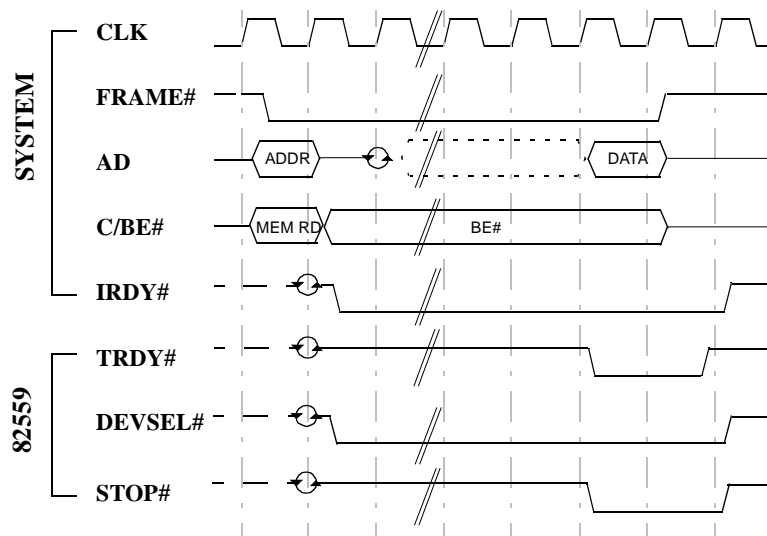 SYSTEM
CLK
FRAME#
AD
ADDR
DATA
C/BE#
MEM RD
BE#
IRDY#
82559
TRDY#
DEVSEL#
STOP#